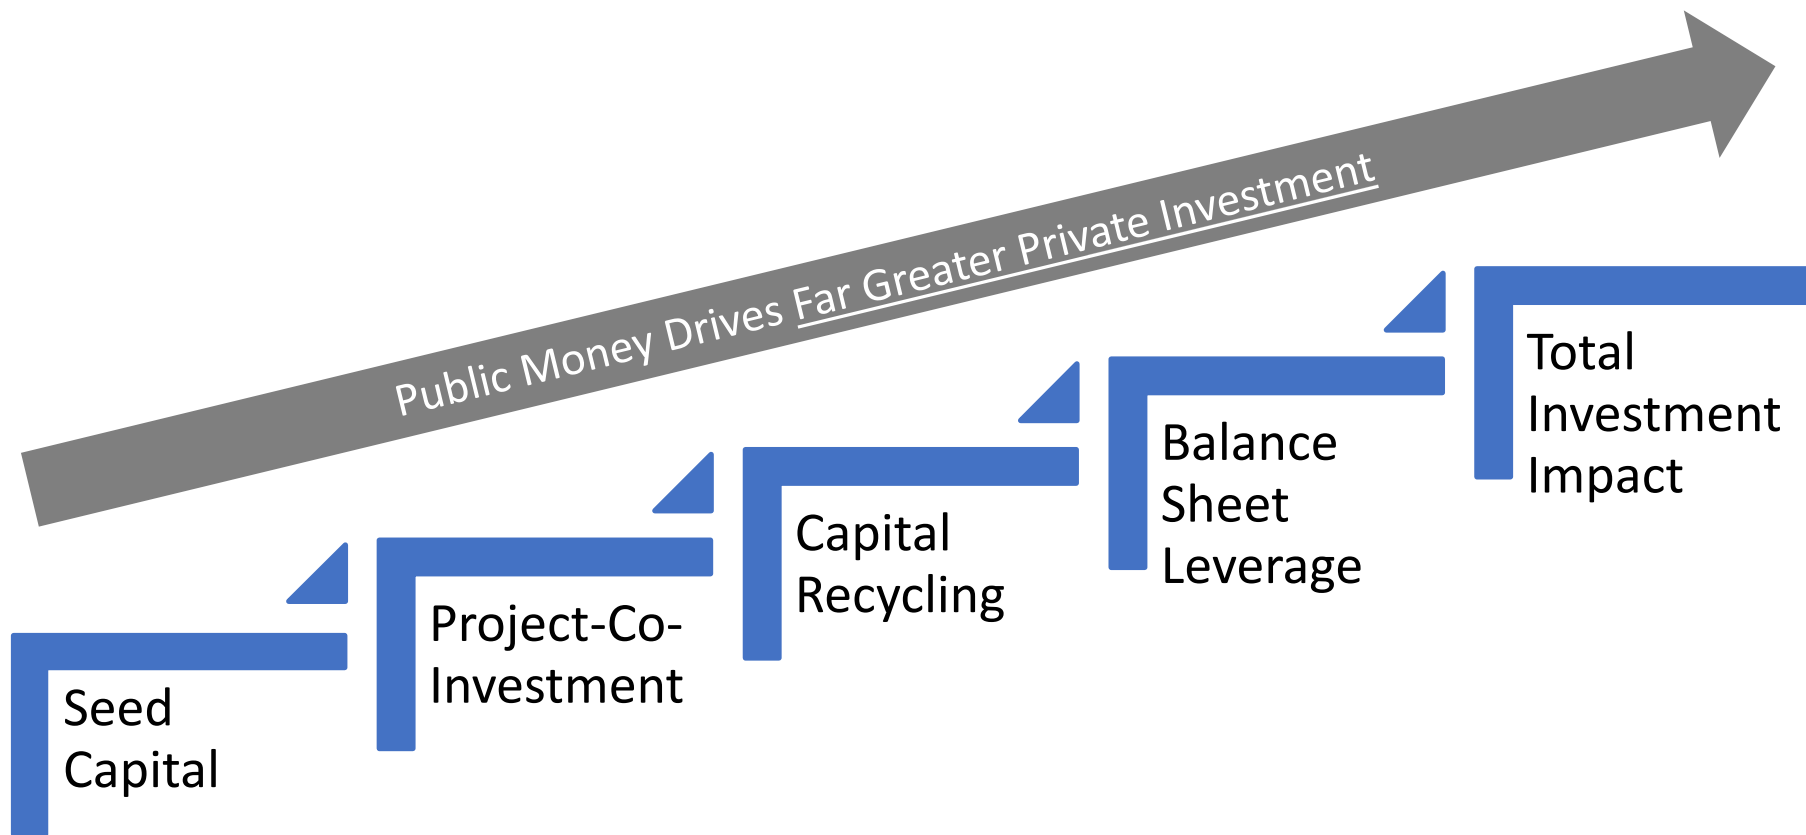 Public Money Drives Far Greater Private Investment
Seed
Capital
Project-Co-
Investment
Capital
Recycling
Balance
Sheet
Leverage
Total
Investment
Impact